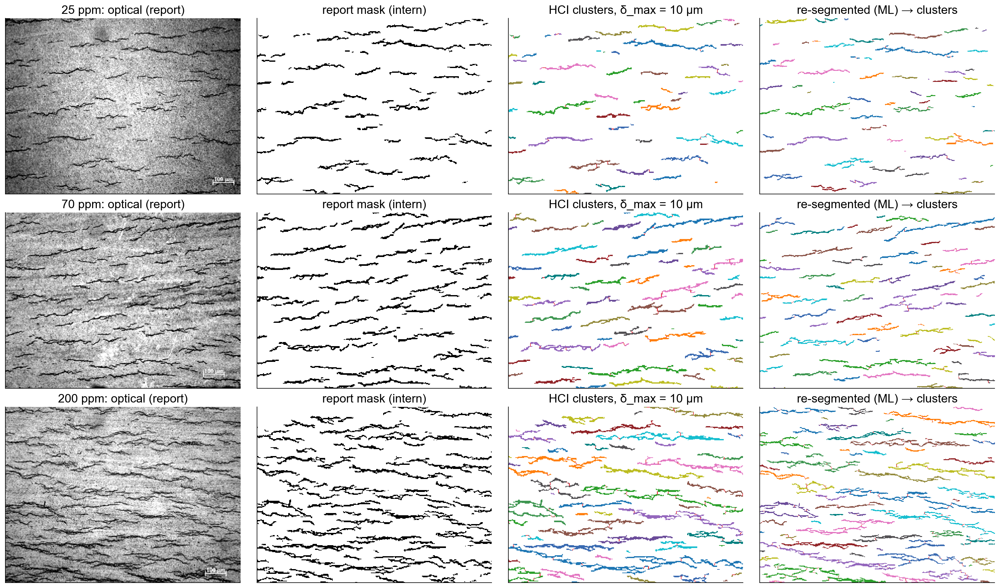 25 ppm: optical (report)
report mask (intern)
HCI clusters, δ_max = 10 μm
re-segmented (ML) → clusters
100 μm
70 ppm: optical (report)
report mask (intern)
HCI clusters, δ_max = 10 μm
re-segmented (ML) → clusters
100 μm
200 ppm: optical (report)
report mask (intern)
HCI clusters, δ_max = 10 μm
re-segmented (ML) → clusters
100 μm